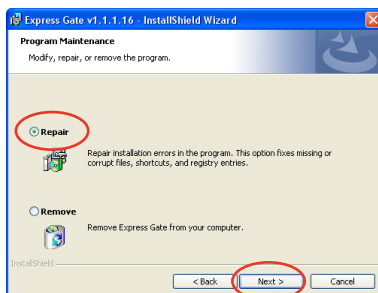 Express Gate v1.1.1.16 - InstallShield Wizard
Program Maintenance
Modify, repair, or remove the program.
Repair
Repair installation errors in the program. This option fixes missing or
corrupt files, shortcuts, and registry entries.
Remove
Remove Express Gate from your computer.
InstallShield
< Back Next > Cancel